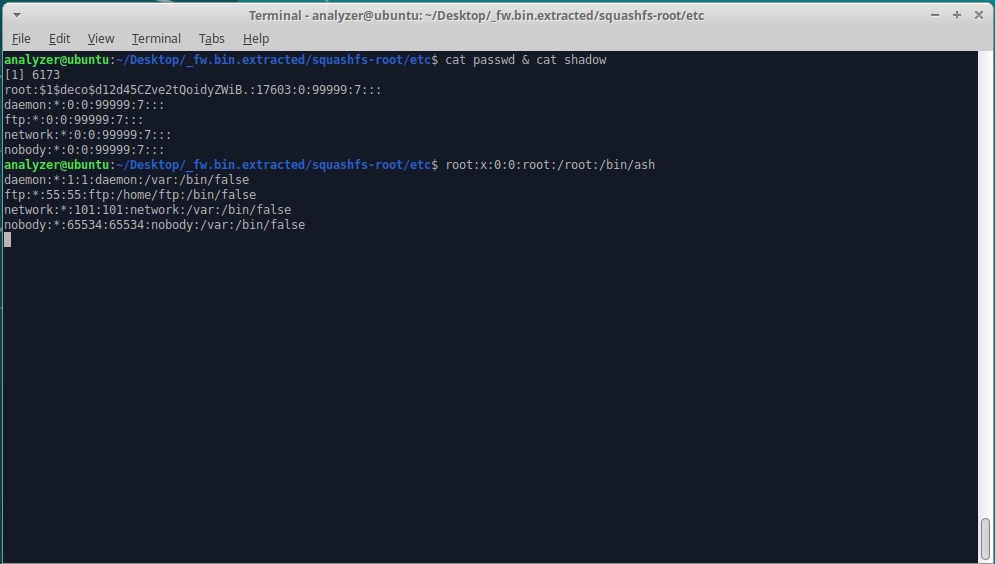 Terminal - analyzer@ubuntu: ~/Desktop/_fw.bin.extracted/squashfs-root/etc
File Edit View Terminal Tabs Help
analyzer@ubuntu:~/Desktop/_fw.bin.extracted/squashfs-root/etc$ cat passwd & cat shadow
[1] 6173
root:$1$deco$d12d45CZve2tQoidyZWiB.:17603:0:99999:7:::
daemon:*:0:0:99999:7:::
ftp:*:0:0:99999:7:::
network:*:0:0:99999:7:::
nobody:*:0:0:99999:7:::
analyzer@ubuntu:~/Desktop/_fw.bin.extracted/squashfs-root/etc$ root:x:0:0:root:/root:/bin/ash
daemon:*:1:1:daemon:/var:/bin/false
ftp:*:55:55:ftp:/home/ftp:/bin/false
network:*:101:101:network:/var:/bin/false
nobody:*:65534:65534:nobody:/var:/bin/false